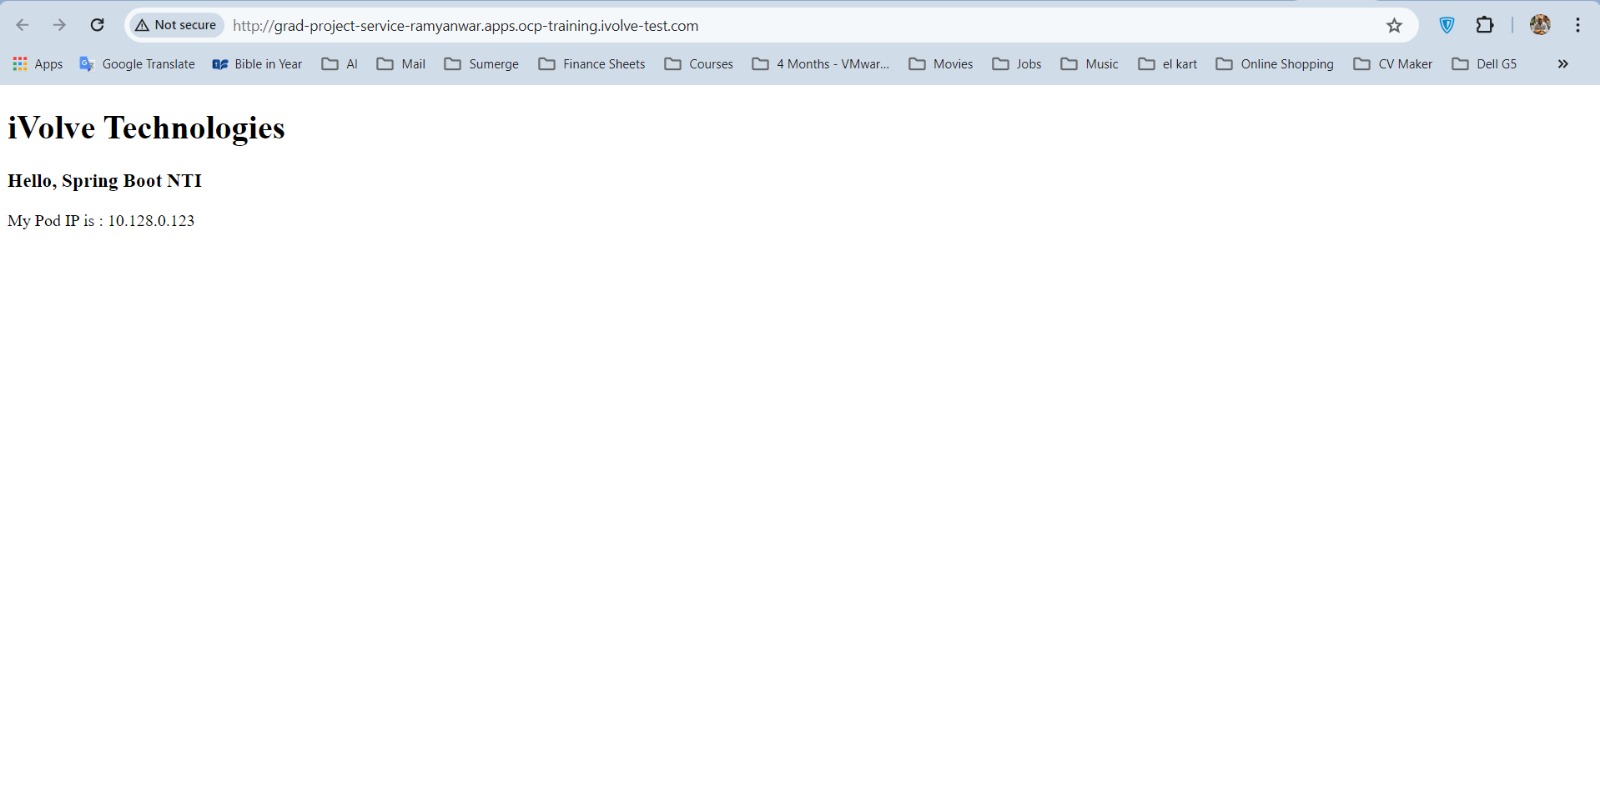 Not secure http://grad-project-service-ramyanwar.apps.ocp-training.ivolve-test.com
Apps Google Translate Bible in Year AI Mail Sumerge Finance Sheets Courses 4 Months - VMwar... Movies Jobs Music el kart Online Shopping CV Maker Dell G5 »
iVolve Technologies
Hello, Spring Boot NTI
My Pod IP is : 10.128.0.123